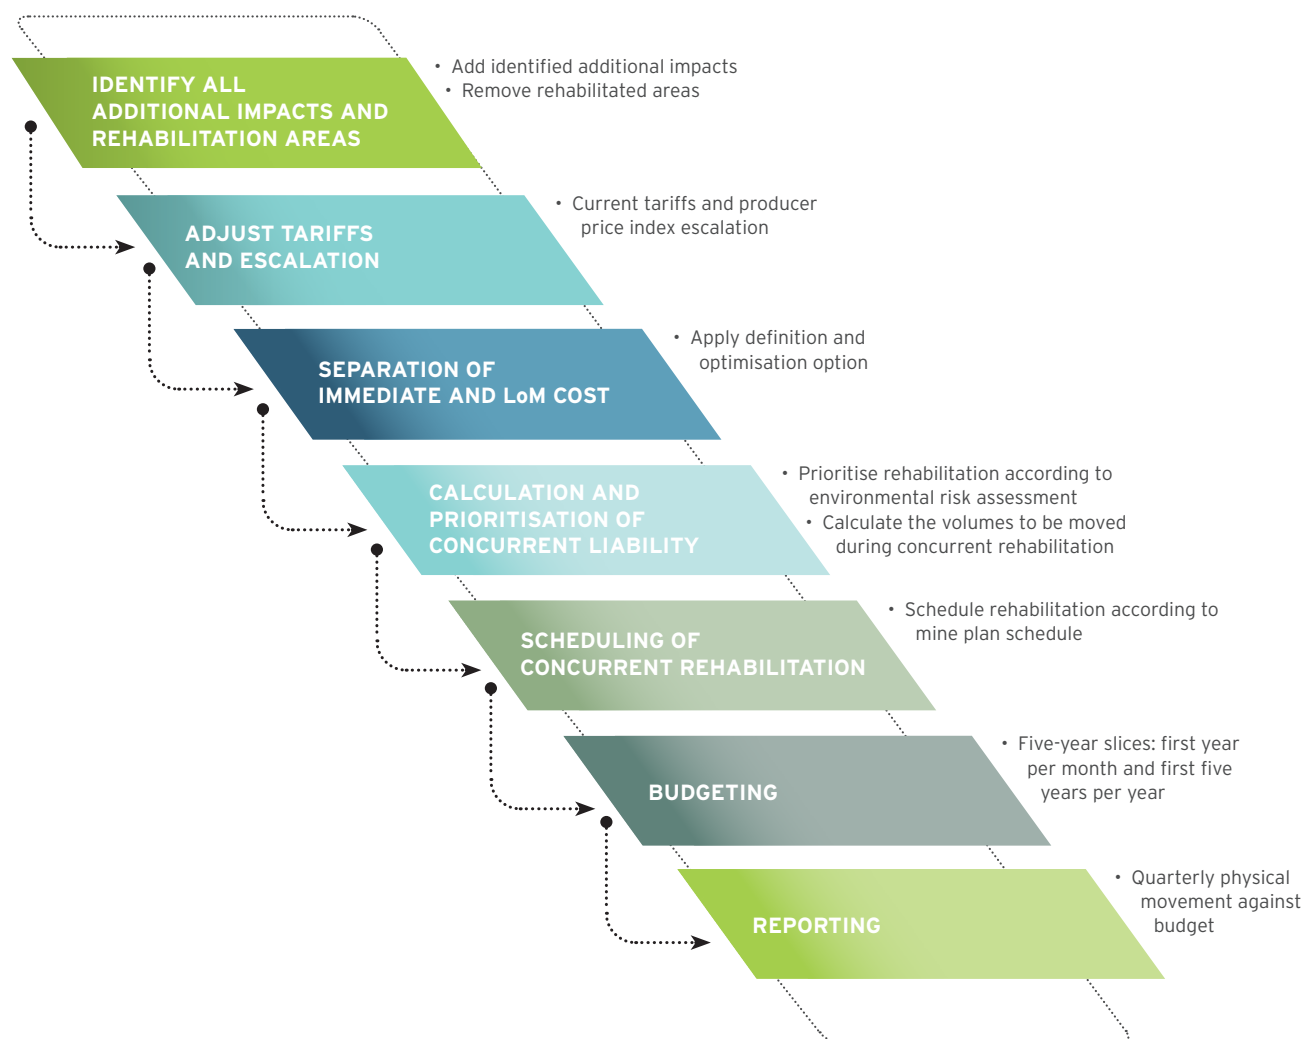 IDENTIFY ALL
ADDITIONAL IMPACTS AND
REHABILITATION AREAS
• Add identified additional impacts
• Remove rehabilitated areas
ADJUST TARIFFS
AND ESCALATION
• Current tariffs and producer
price index escalation
SEPARATION OF
IMMEDIATE AND LoM COST
• Apply definition and
optimisation option
CALCULATION AND
PRIORITISATION OF
CONCURRENT LIABILITY
• Prioritise rehabilitation according to
environmental risk assessment
• Calculate the volumes to be moved
during concurrent rehabilitation
SCHEDULING OF
CONCURRENT REHABILITATION
• Schedule rehabilitation according to
mine plan schedule
BUDGETING
• Five-year slices: first year
per month and first five
years per year
REPORTING
• Quarterly physical
movement against
budget